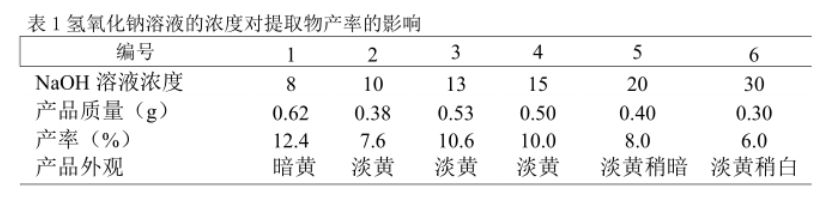 表 1 氢氧化钠溶液的浓度对提取物产率的影响
编号 1 2 3 4 5 6
NaOH 溶液浓度 8 10 13 15 20 30
产品质量（g） 0.62 0.38 0.53 0.50 0.40 0.30
产率（%） 12.4 7.6 10.6 10.0 8.0 6.0
产品外观 暗黄 淡黄 淡黄 淡黄 淡黄稍暗 淡黄稍白